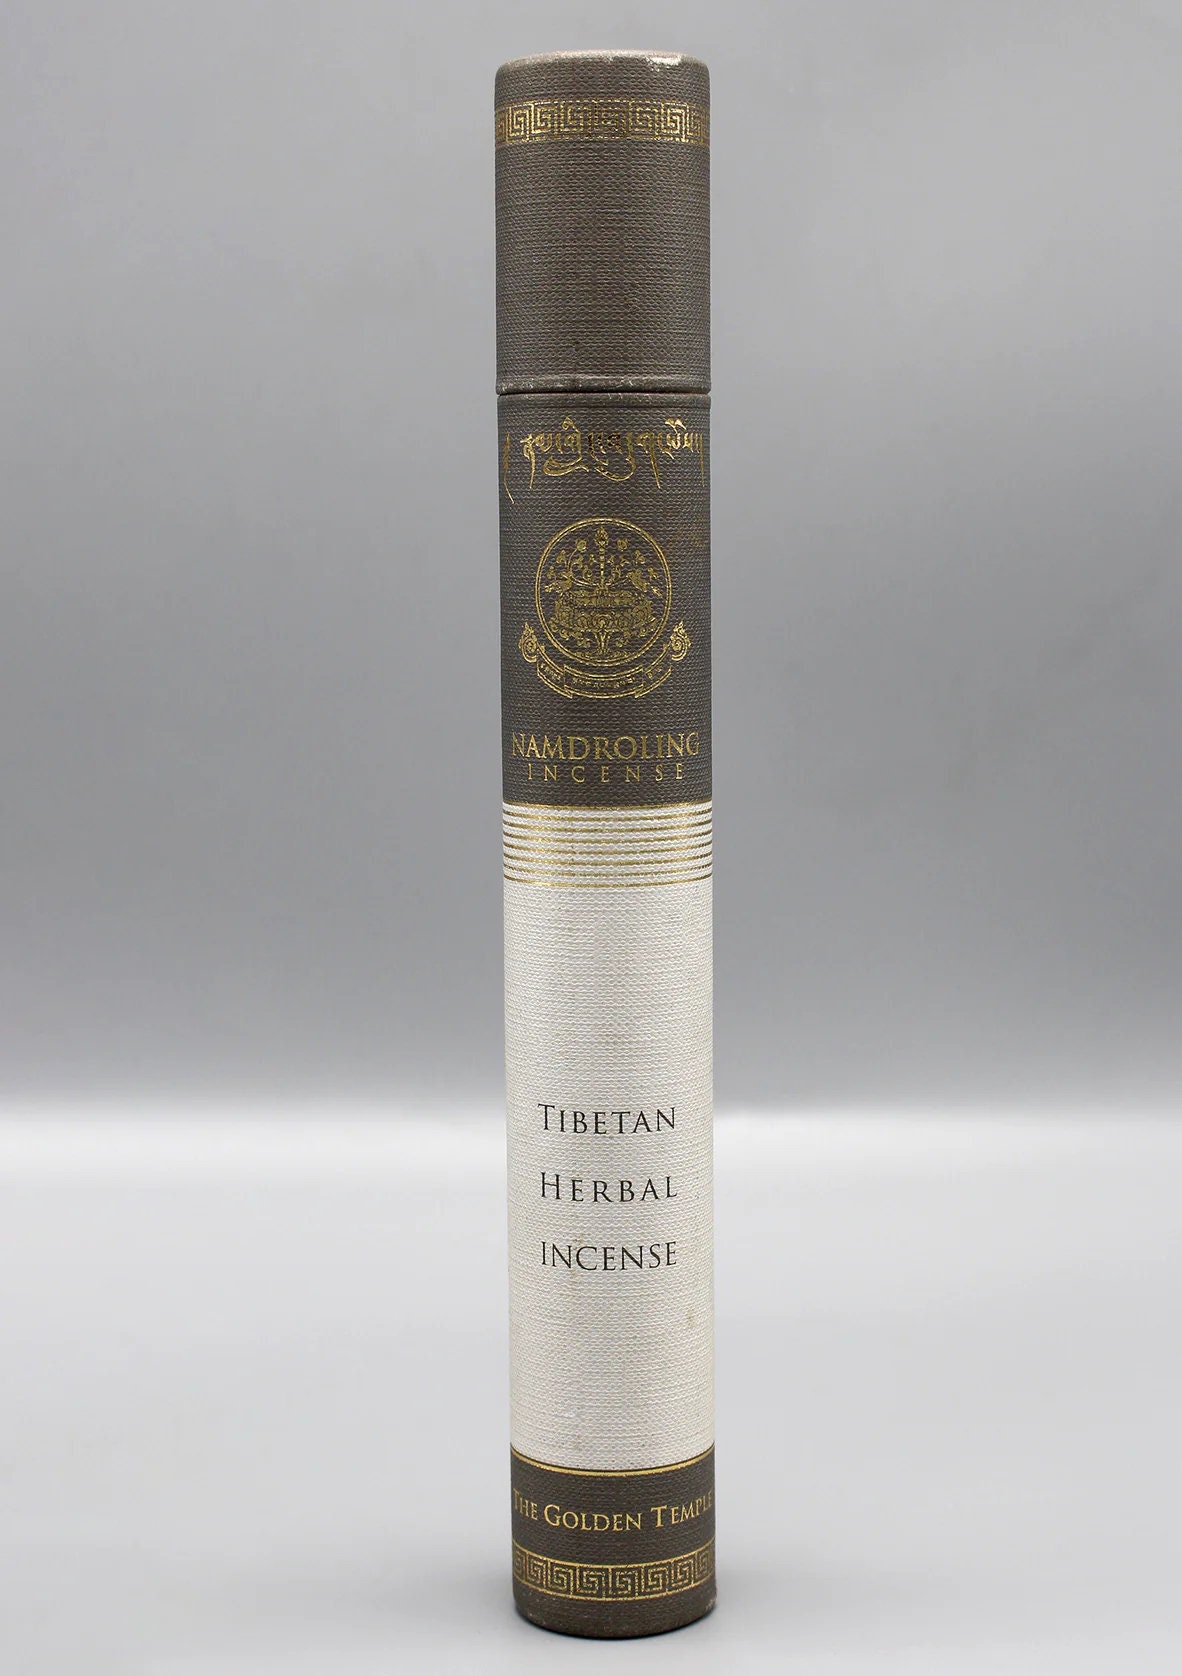 NAMDROLING
INCENSE
TIBETAN
HERBAL
INCENSE
THE GOLDEN TEMPLE